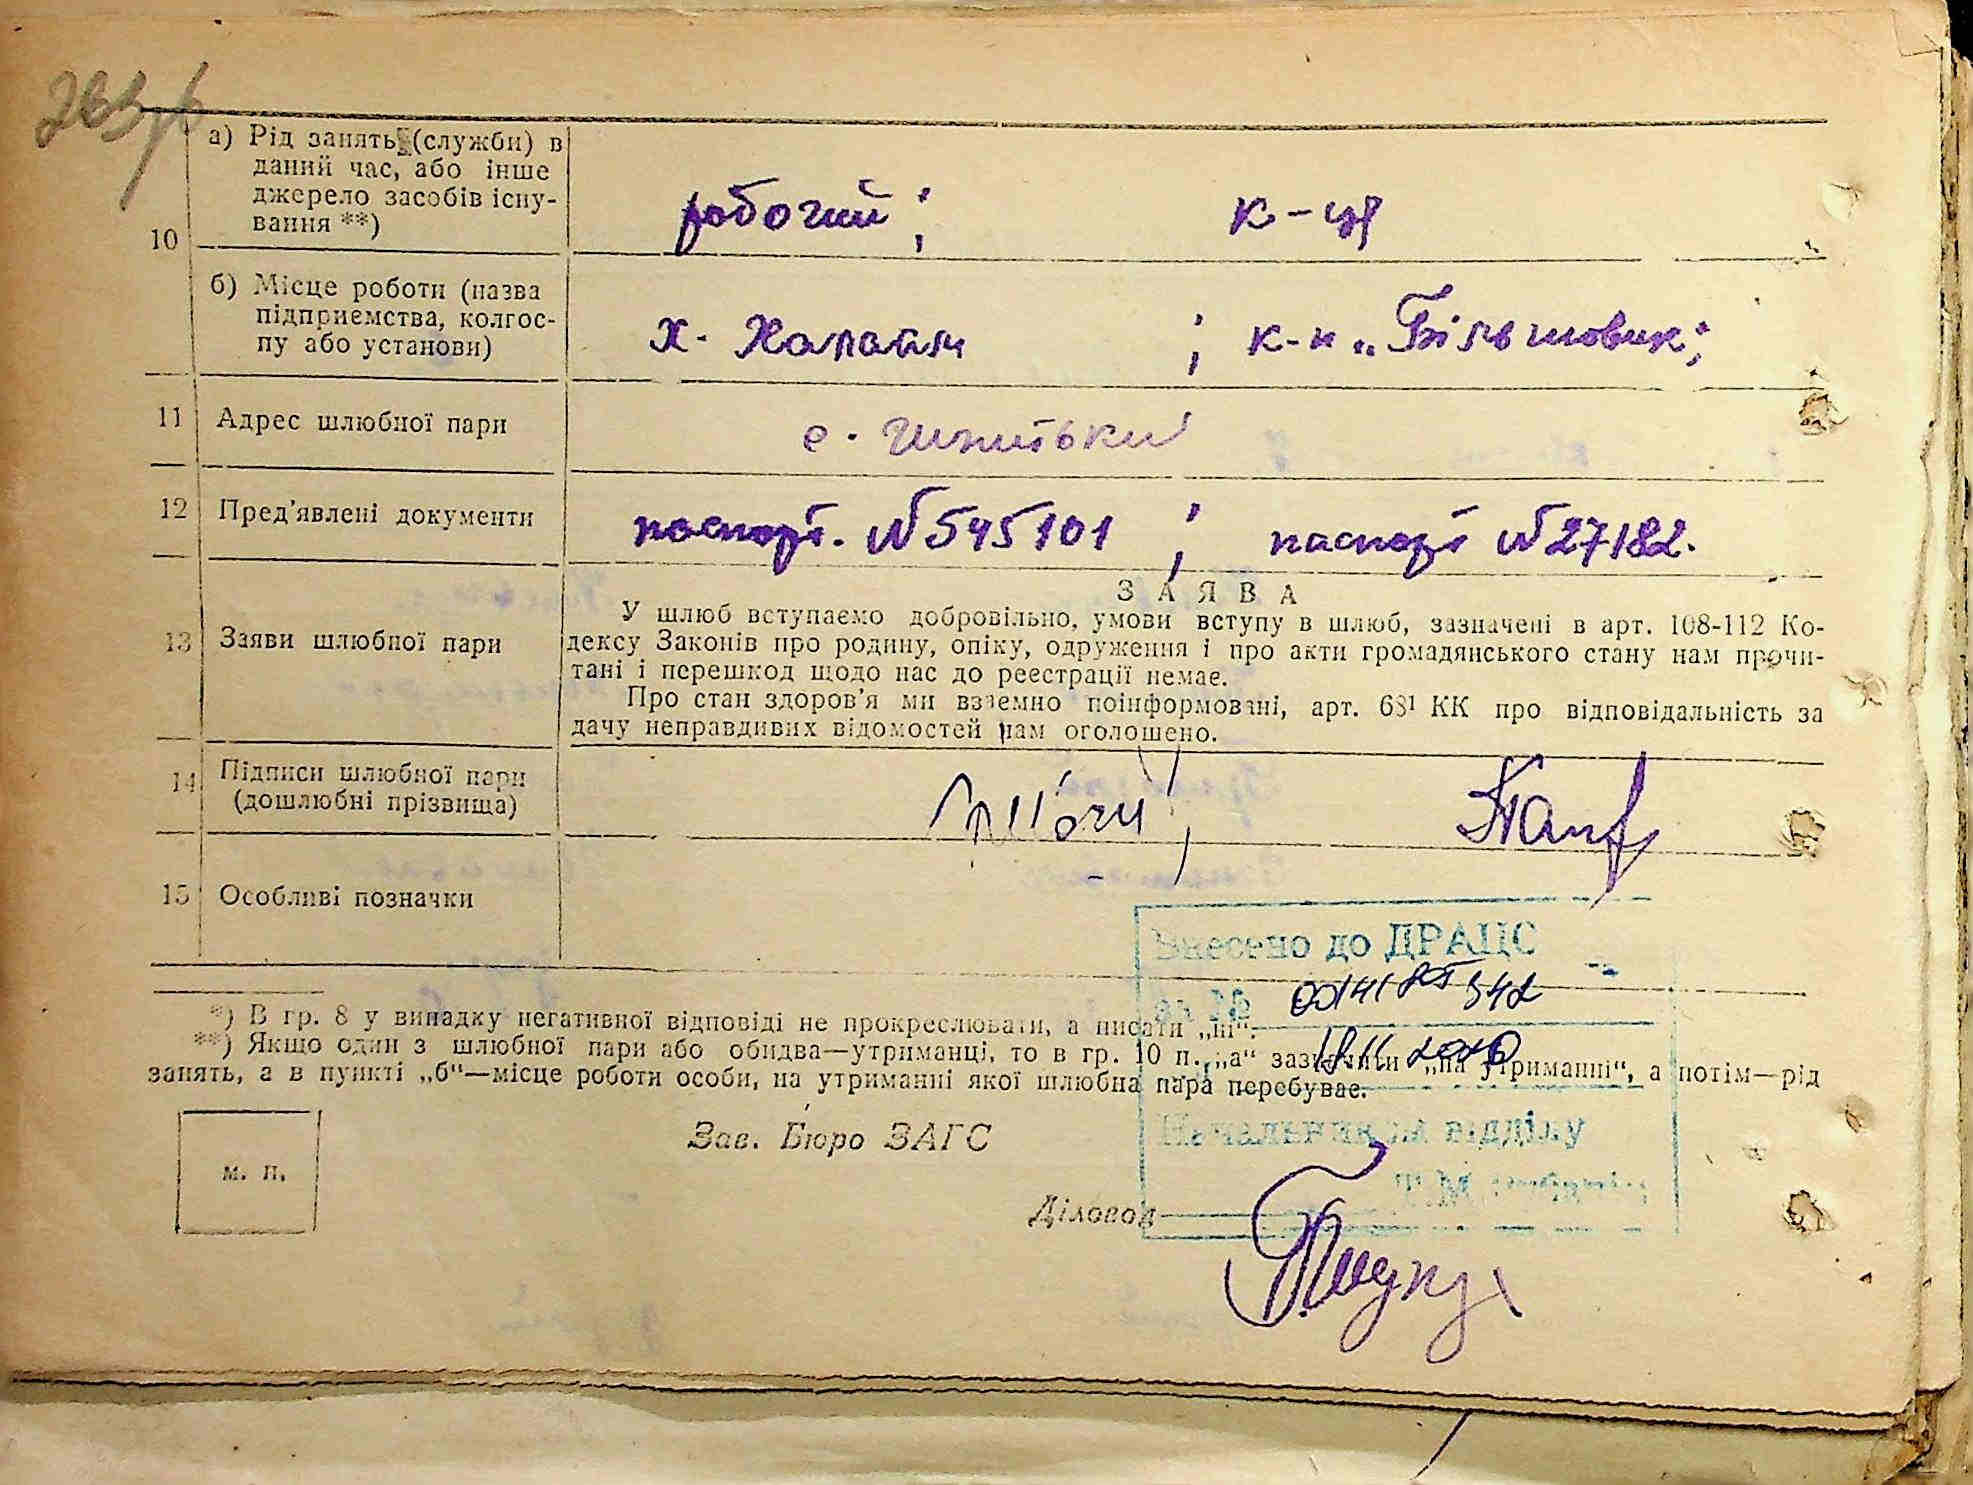 10
а) Рід занять (служби) в
даний час, або інше
джерело засобів існу-
вання **)
робочий ; к-ця
б) Місце роботи (назва
підприємства, колгос-
пу або установи)
; к-п „Більшовик";
11 Адрес шлюбної пари
с.
12 Пред’явлені документи
паспорт. №545101 ; паспорт №27182.
13 Заяви шлюбної пари
ЗАЯВА
У шлюб вступаємо добровільно, умови вступу в шлюб, зазначені в арт. 108-112 Ко-
дексу Законів про родину, опіку, одруження і про акти громадянського стану нам прочи-
тані і перешкод щодо нас до реєстрації немає.
Про стан здоров’я ми взаємно поінформовані, арт. 68¹ КК про відповідальність за
дачу неправдивих відомостей нам оголошено.
14 Підписи шлюбної пари
(дошлюбні прізвища)
15 Особливі позначки
Внесено до ДРАЦС
за №
*) В гр. 8 у випадку негативної відповіді не прокреслювати, а писати „ні".
**) Якщо один з шлюбної пари або обидва—утриманці, то в гр. 10 п. „а" зазначити „на утриманні", а потім—рід
занять, а в пункті „б"—місце роботи особи, на утриманні якої шлюбна пара перебуває.
Начальник відділу
м. п.
Зав. Бюро ЗАГС
Діловод